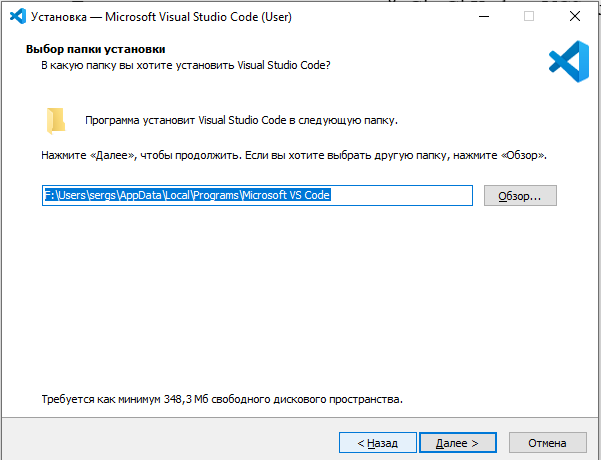 Установка — Microsoft Visual Studio Code (User)
Выбор папки установки
В какую папку вы хотите установить Visual Studio Code?
Программа установит Visual Studio Code в следующую папку.
Нажмите «Далее», чтобы продолжить. Если вы хотите выбрать другую папку, нажмите «Обзор».
F:\Users\sergs\AppData\Local\Programs\Microsoft VS Code
Обзор...
Требуется как минимум 348,3 Мб свободного дискового пространства.
< Назад
Далее >
Отмена